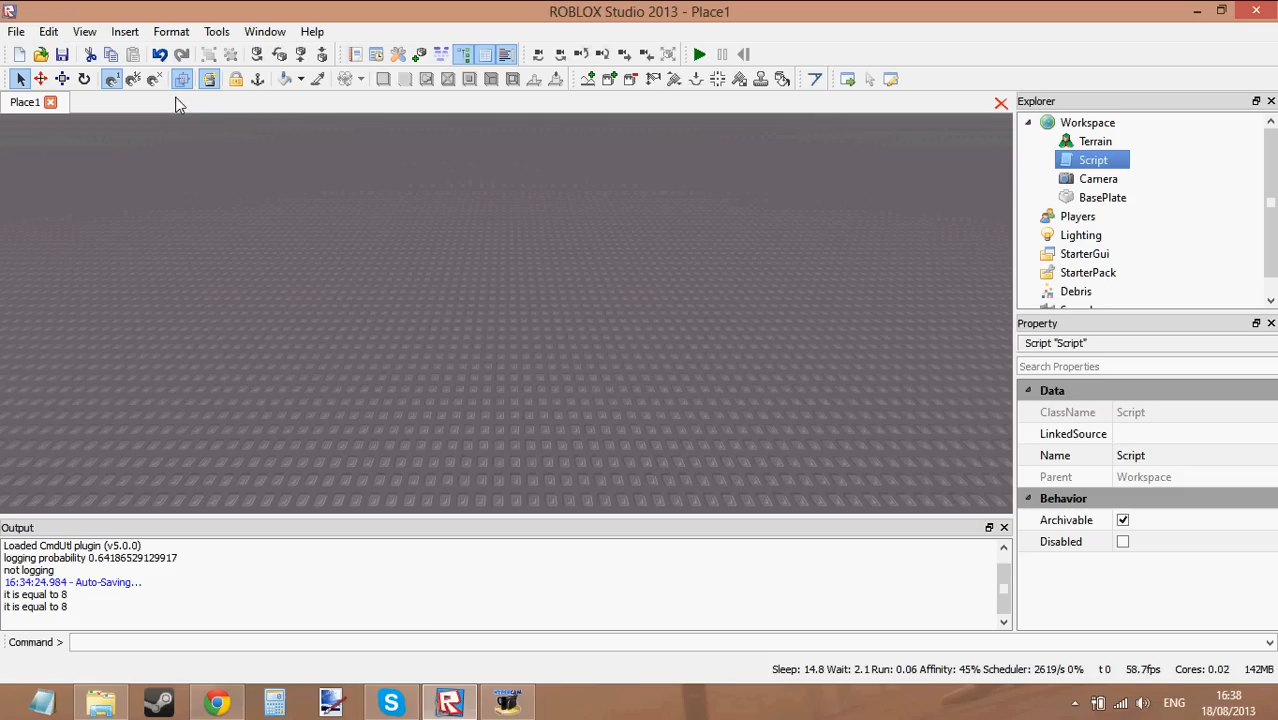 ROBLOX Studio 2013 - Place1
File Edit View Insert Format Tools Window Help
Place1
Explorer
Workspace
Terrain
Script
Camera
BasePlate
Players
Lighting
StarterGui
StarterPack
Debris
Property
Script "Script"
Search Properties
Data
ClassName Script
LinkedSource
Name Script
Parent Workspace
Behavior
Archivable
Disabled
Output
Loaded CmdUtl plugin (v5.0.0)
logging probability 0.64186529129917
not logging
16:34:24.984 - Auto-Saving...
it is equal to 8
it is equal to 8
Command >
Sleep: 14.8 Wait: 2.1 Run: 0.06 Affinity: 45% Scheduler: 2619/s 0% t 0 58.7fps Cores: 0.02 142MB
ENG
16:38
18/08/2013